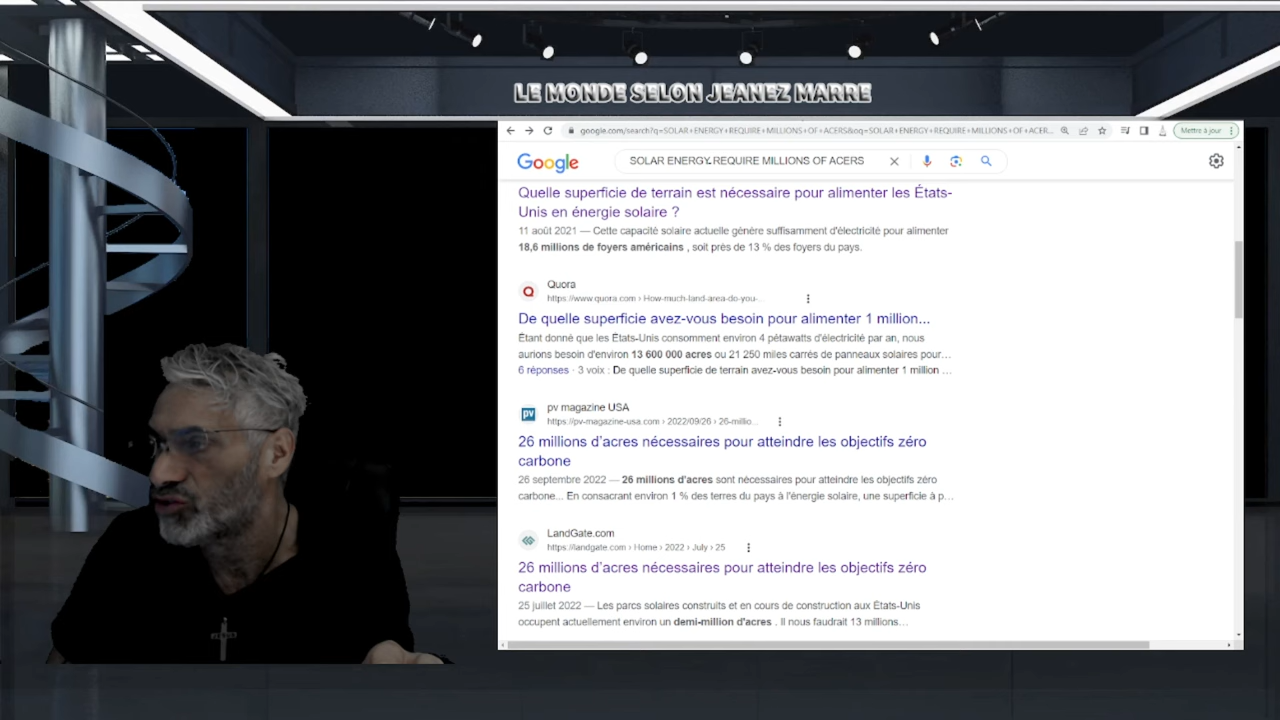 LE MONDE SELON JEANEZ MARRE
google.com/search?q=SOLAR+ENERGY+REQUIRE+MILLIONS+OF+ACERS&oq=SOLAR+ENERGY+REQUIRE+MILLIONS+OF+ACER...
Mettre à jour
Google
SOLAR ENERGY REQUIRE MILLIONS OF ACERS
Quelle superficie de terrain est nécessaire pour alimenter les États-
Unis en énergie solaire ?
11 août 2021 — Cette capacité solaire actuelle génère suffisamment d'électricité pour alimenter
18,6 millions de foyers américains , soit près de 13 % des foyers du pays.
Q
Quora
https://www.quora.com › How-much-land-area-do-you-...
De quelle superficie avez-vous besoin pour alimenter 1 million...
Étant donné que les États-Unis consomment environ 4 pétawatts d'électricité par an, nous
aurions besoin d'environ 13 600 000 acres ou 21 250 miles carrés de panneaux solaires pour...
6 réponses · 3 voix : De quelle superficie de terrain avez-vous besoin pour alimenter 1 million ...
pv
pv magazine USA
https://pv-magazine-usa.com › 2022/09/26 › 26-millio...
26 millions d'acres nécessaires pour atteindre les objectifs zéro
carbone
26 septembre 2022 — 26 millions d'acres sont nécessaires pour atteindre les objectifs zéro
carbone... En consacrant environ 1 % des terres du pays à l'énergie solaire, une superficie à p...
LandGate.com
https://landgate.com › Home › 2022 › July › 25
26 millions d'acres nécessaires pour atteindre les objectifs zéro
carbone
25 juillet 2022 — Les parcs solaires construits et en cours de construction aux États-Unis
occupent actuellement environ un demi-million d'acres . Il nous faudrait 13 millions...
JESUS